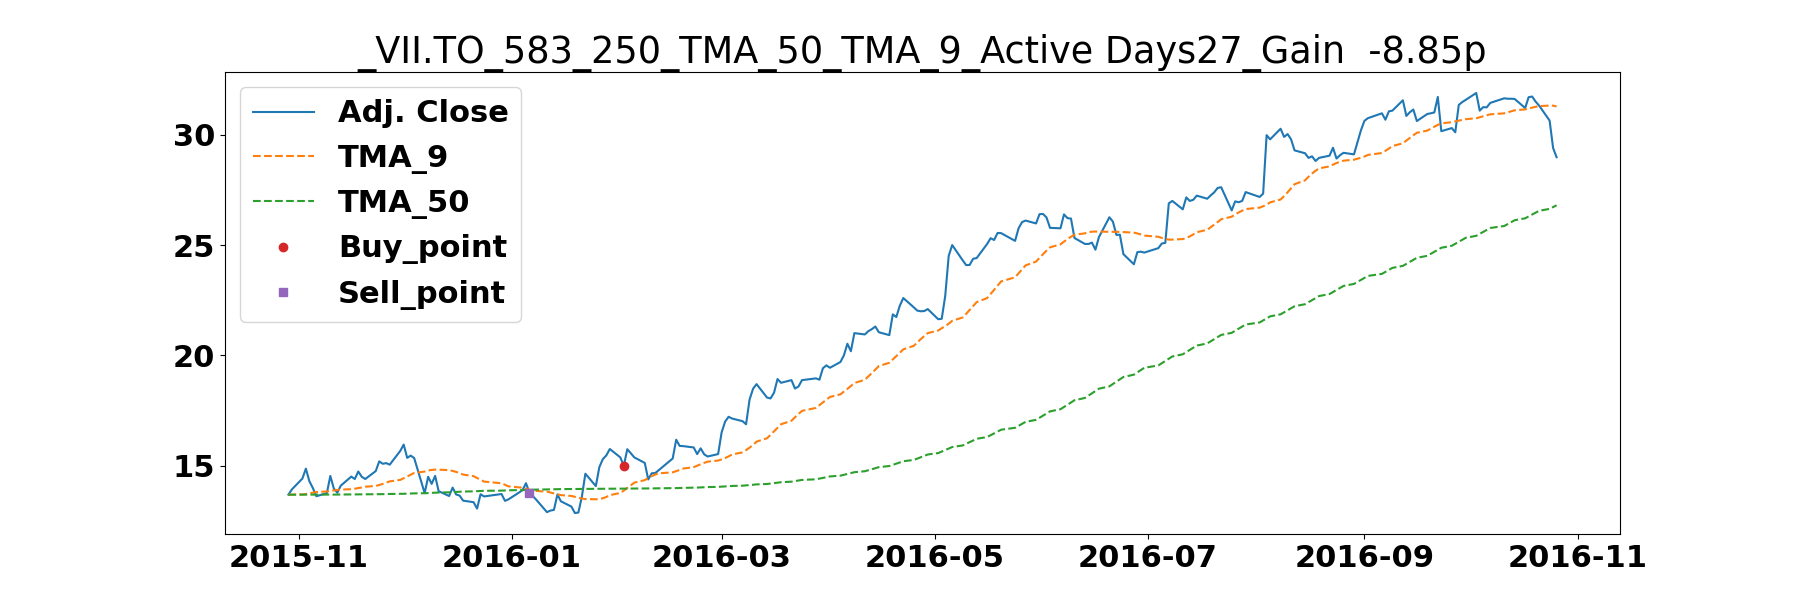 _VII.TO_583_250_TMA_50_TMA_9_Active Days27_Gain  -8.85p
Adj. Close
TMA_9
TMA_50
Buy_point
Sell_point
30
25
20
15
2015-11 2016-01 2016-03 2016-05 2016-07 2016-09 2016-11